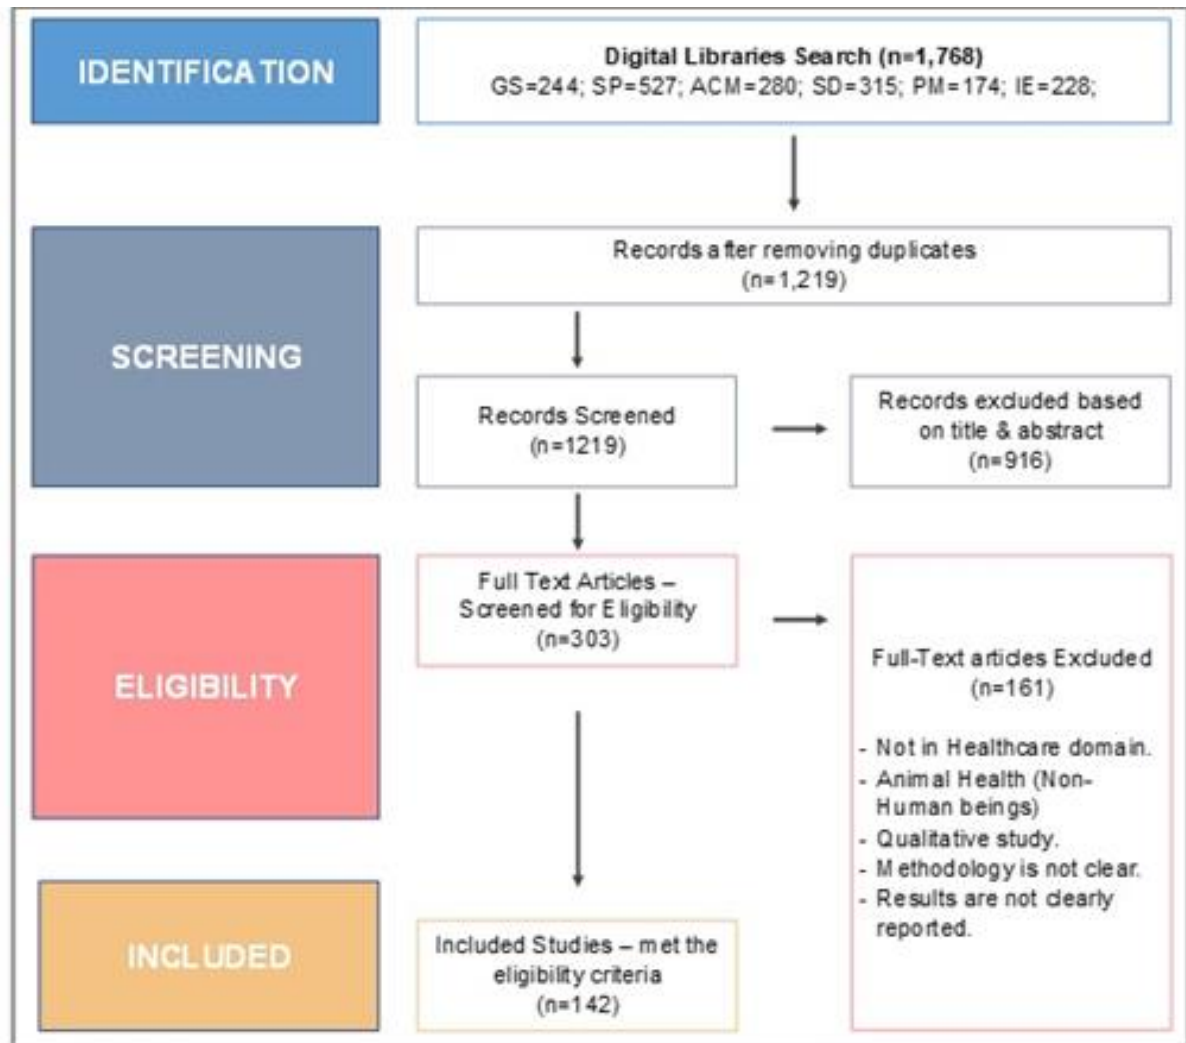 IDENTIFICATION
Digital Libraries Search (n=1,768)
GS=244; SP=527; ACM=280; SD=315; PM=174; IE=228;
SCREENING
Records after removing duplicates
(n=1,219)
Records Screened
(n=1219)
Records excluded based
on title & abstract
(n=916)
ELIGIBILITY
Full Text Articles –
Screened for Eligibility
(n=303)
Full-Text articles Excluded
(n=161)
- Not in Healthcare domain.
- Animal Health (Non-
Human beings)
- Qualitative study.
- Methodology is not clear.
- Results are not clearly
reported.
INCLUDED
Included Studies – met the
eligibility criteria
(n=142)